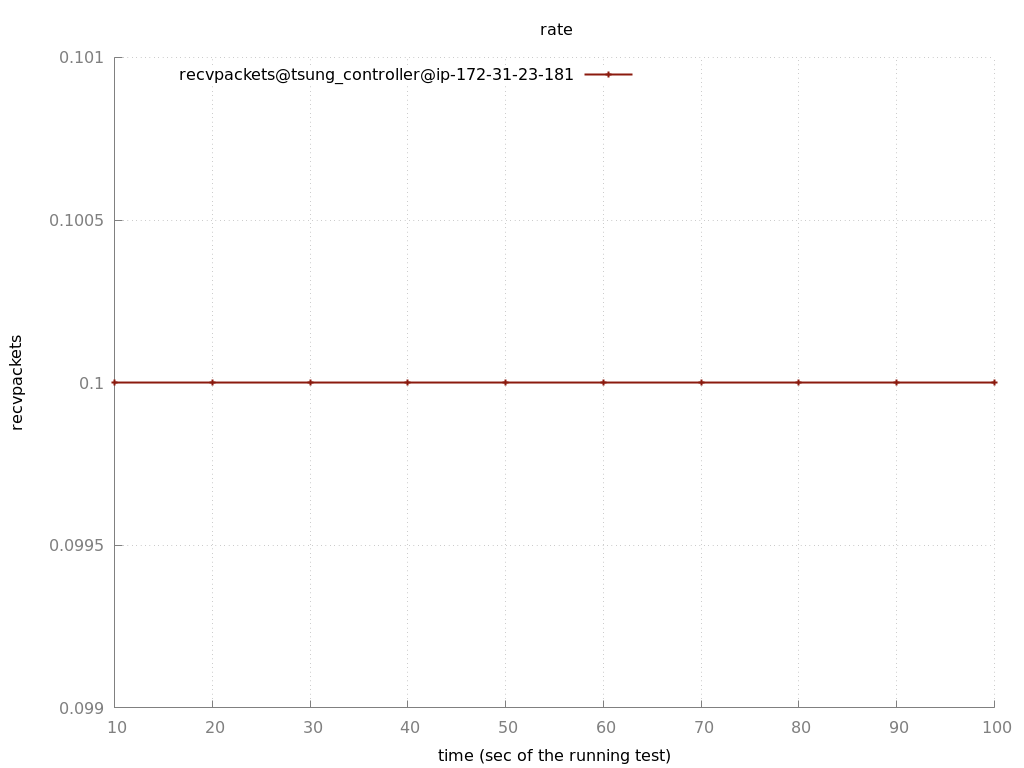 rate
0.101
recvpackets@tsung_controller@ip-172-31-23-181
0.1005
recvpackets
0.1
0.0995
0.099
10 20 30 40 50 60 70 80 90 100
time (sec of the running test)